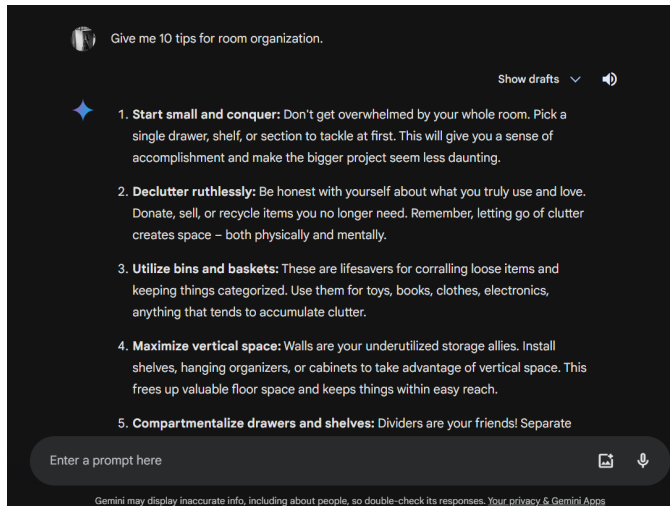 Give me 10 tips for room organization.
Show drafts
1. Start small and conquer: Don't get overwhelmed by your whole room. Pick a
single drawer, shelf, or section to tackle at first. This will give you a sense of
accomplishment and make the bigger project seem less daunting.
2. Declutter ruthlessly: Be honest with yourself about what you truly use and love.
Donate, sell, or recycle items you no longer need. Remember, letting go of clutter
creates space – both physically and mentally.
3. Utilize bins and baskets: These are lifesavers for corralling loose items and
keeping things categorized. Use them for toys, books, clothes, electronics,
anything that tends to accumulate clutter.
4. Maximize vertical space: Walls are your underutilized storage allies. Install
shelves, hanging organizers, or cabinets to take advantage of vertical space. This
frees up valuable floor space and keeps things within easy reach.
5. Compartmentalize drawers and shelves: Dividers are your friends! Separate
Enter a prompt here
Gemini may display inaccurate info, including about people, so double-check its responses. Your privacy & Gemini Apps